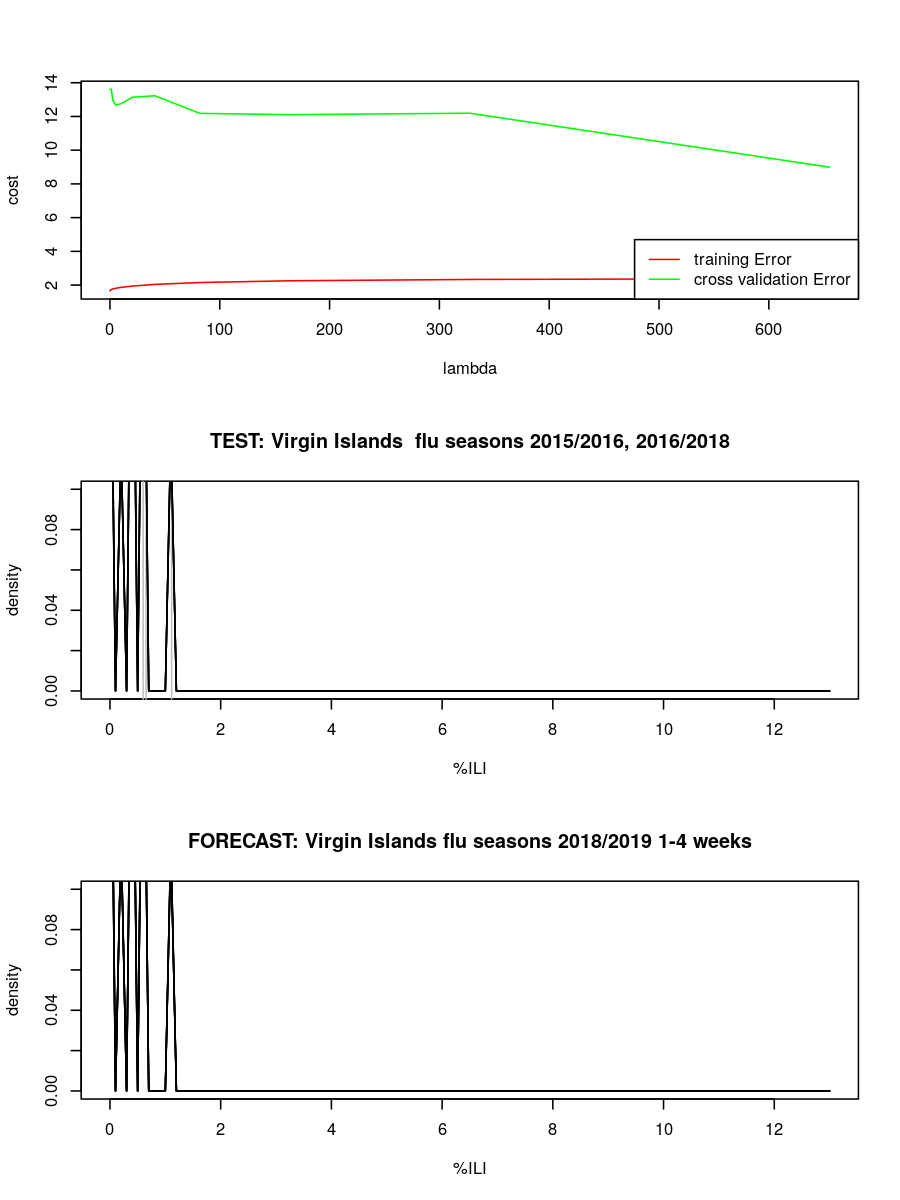 14
12
10
8
6
4
2
cost
training Error
cross validation Error
0 100 200 300 400 500 600
lambda
TEST: Virgin Islands  flu seasons 2015/2016, 2016/2018
0.08
0.04
0.00
density
0 2 4 6 8 10 12
%ILI
FORECAST: Virgin Islands flu seasons 2018/2019 1-4 weeks
0.08
0.04
0.00
density
0 2 4 6 8 10 12
%ILI